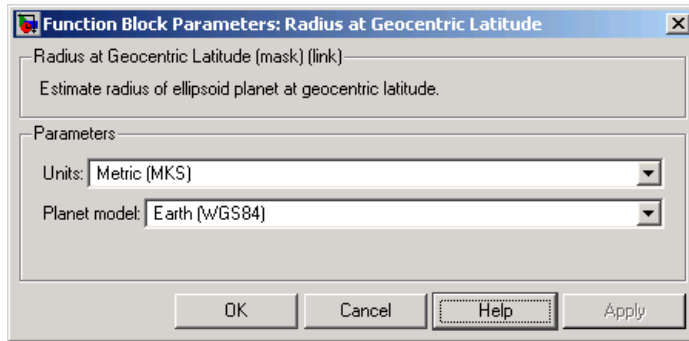 Function Block Parameters: Radius at Geocentric Latitude
Radius at Geocentric Latitude (mask) (link)
Estimate radius of ellipsoid planet at geocentric latitude.
Parameters
Units: Metric (MKS)
Planet model: Earth (WGS84)
OK Cancel Help Apply